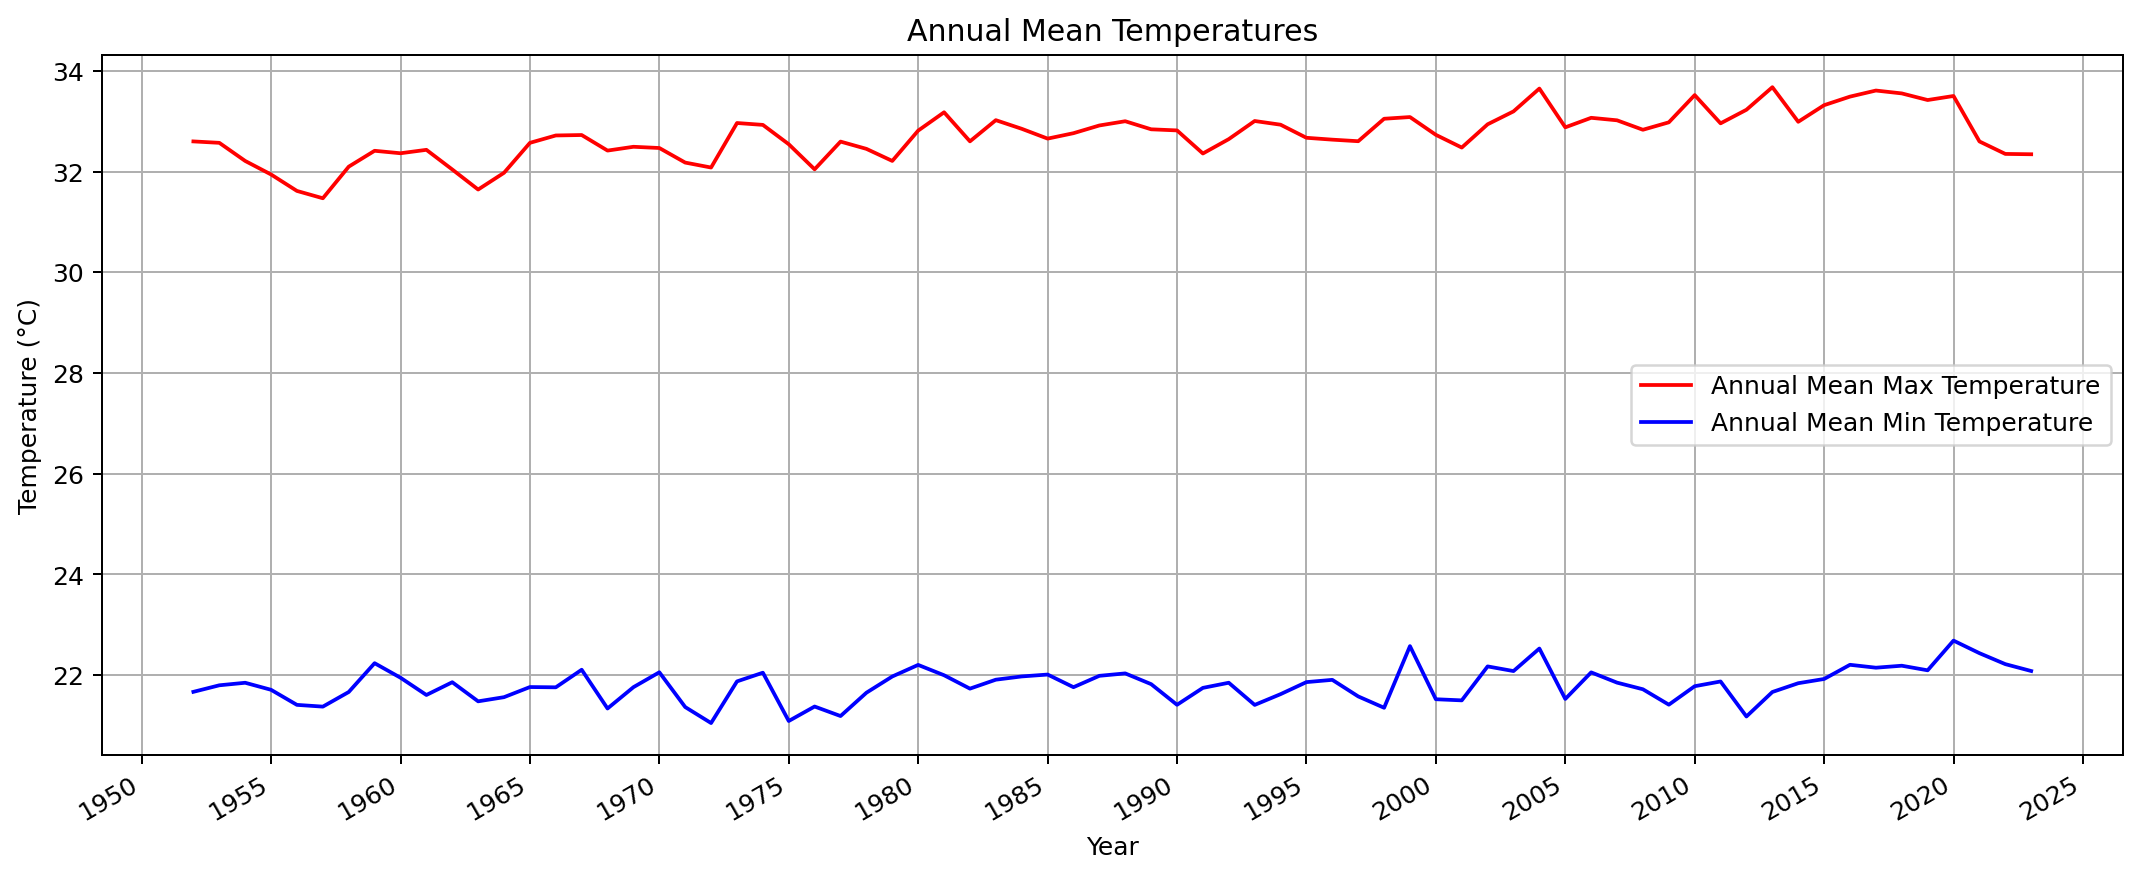 Annual Mean Temperatures
34
32
30
28
26
24
22
Temperature (°C)
Annual Mean Max Temperature
Annual Mean Min Temperature
1950 1955 1960 1965 1970 1975 1980 1985 1990 1995 2000 2005 2010 2015 2020 2025
Year